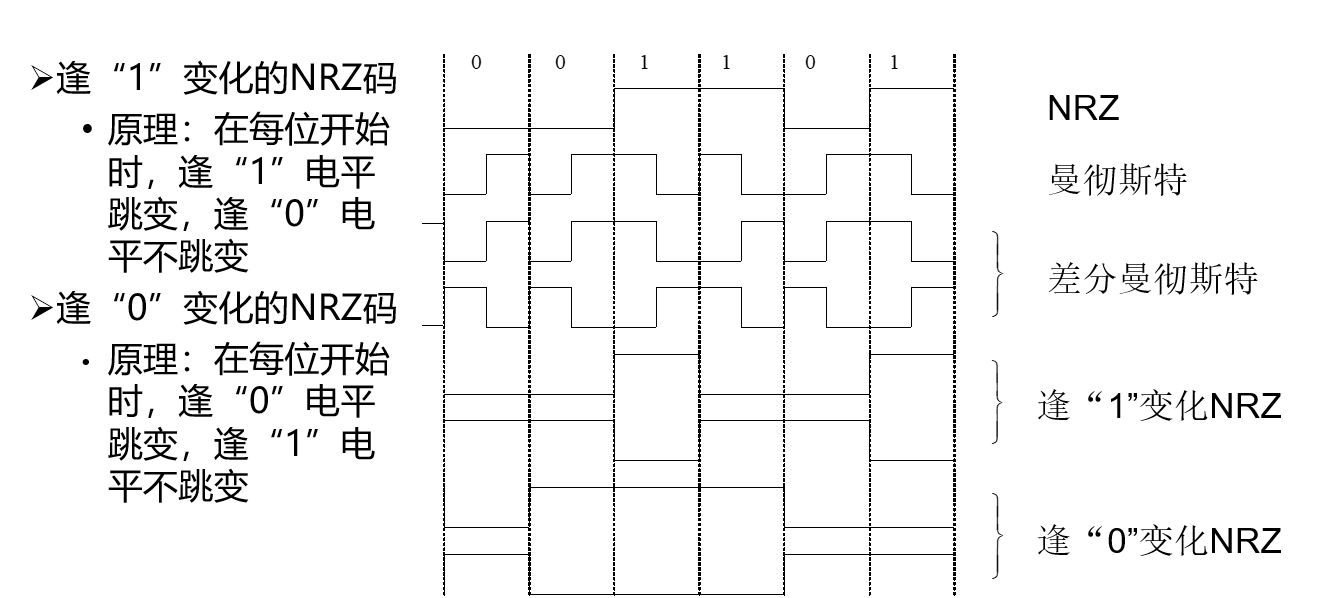 ➢逢“1”变化的NRZ码
• 原理：在每位开始
时，逢“1”电平
跳变，逢“0”电
平不跳变
➢逢“0”变化的NRZ码
• 原理：在每位开始
时，逢“0”电平
跳变，逢“1”电
平不跳变
0 0 1 1 0 1
NRZ
曼彻斯特
差分曼彻斯特
逢“1”变化NRZ
逢“0”变化NRZ